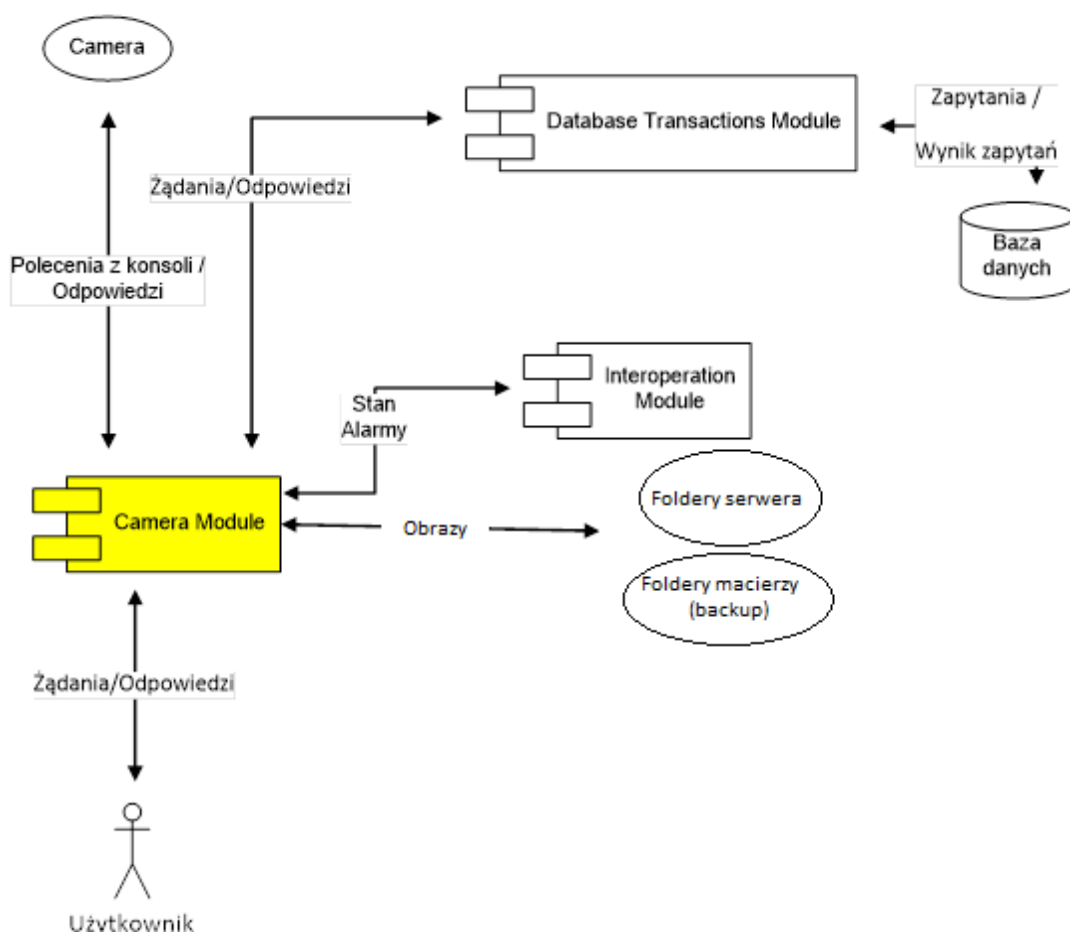 Camera
Database Transactions Module
Zapytania /
Wynik zapytań
Żądania/Odpowiedzi
Baza
danych
Polecenia z konsoli /
Odpowiedzi
Interoperation
Module
Stan
Alarmy
Foldery serwera
Camera Module
Obrazy
Foldery macierzy
(backup)
Żądania/Odpowiedzi
Użytkownik